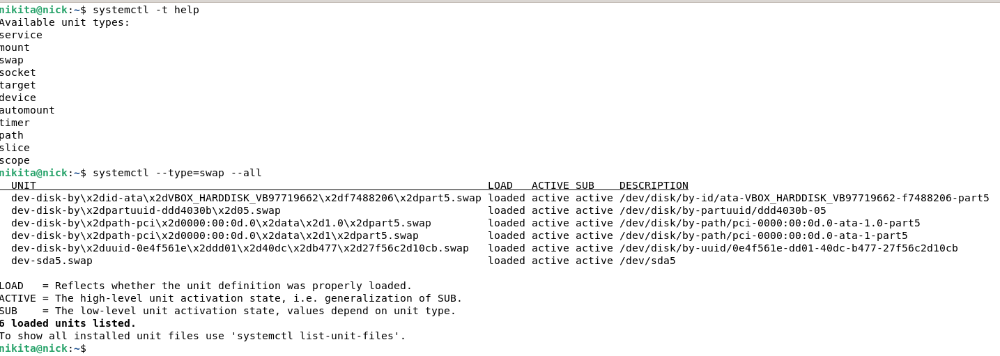 nikita@nick:~$ systemctl -t help
Available unit types:
service
mount
swap
socket
target
device
automount
timer
path
slice
scope
nikita@nick:~$ systemctl --type=swap --all
  UNIT                                                                        LOAD   ACTIVE SUB    DESCRIPTION
  dev-disk-by\x2did-ata\x2dVBOX_HARDDISK_VB97719662\x2df7488206\x2dpart5.swap loaded active active /dev/disk/by-id/ata-VBOX_HARDDISK_VB97719662-f7488206-part5
  dev-disk-by\x2dpartuuid-ddd4030b\x2d05.swap                                 loaded active active /dev/disk/by-partuuid/ddd4030b-05
  dev-disk-by\x2dpath-pci\x2d0000:00:0d.0\x2data\x2d1.0\x2dpart5.swap         loaded active active /dev/disk/by-path/pci-0000:00:0d.0-ata-1.0-part5
  dev-disk-by\x2dpath-pci\x2d0000:00:0d.0\x2data\x2d1\x2dpart5.swap           loaded active active /dev/disk/by-path/pci-0000:00:0d.0-ata-1-part5
  dev-disk-by\x2duuid-0e4f561e\x2ddd01\x2d40dc\x2db477\x2d27f56c2d10cb.swap   loaded active active /dev/disk/by-uuid/0e4f561e-dd01-40dc-b477-27f56c2d10cb
  dev-sda5.swap                                                               loaded active active /dev/sda5

LOAD   = Reflects whether the unit definition was properly loaded.
ACTIVE = The high-level unit activation state, i.e. generalization of SUB.
SUB    = The low-level unit activation state, values depend on unit type.
6 loaded units listed.
To show all installed unit files use 'systemctl list-unit-files'.
nikita@nick:~$